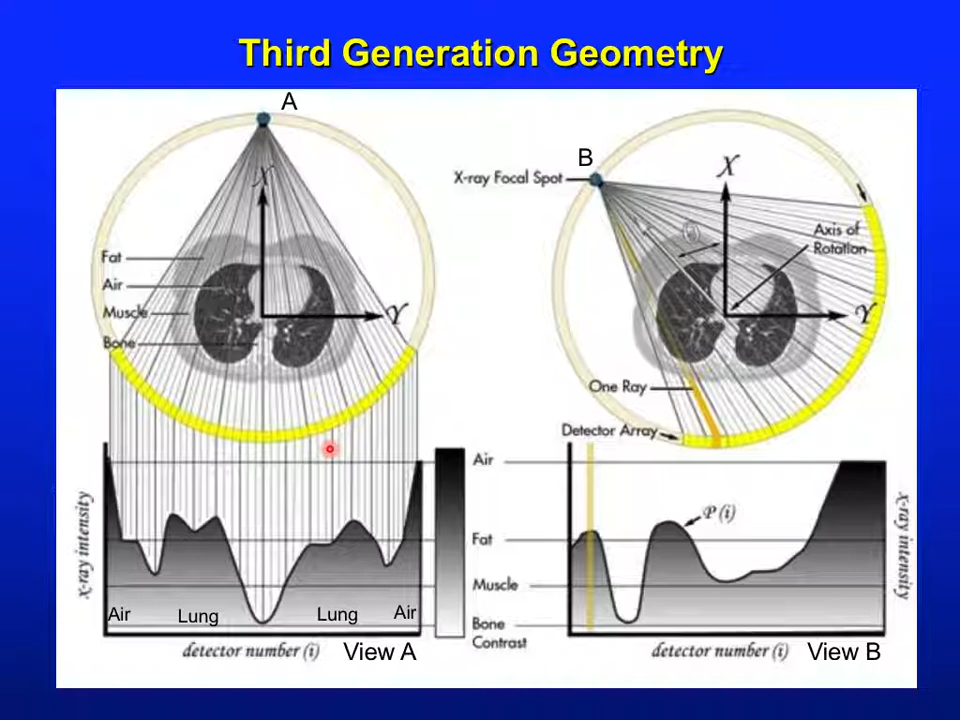 Third Generation Geometry
A
X
Fat
Air
Muscle
Bone
Y
B
X-ray Focal Spot
X
Axis of
Rotation
Y
One Ray
Detector Array
x-ray intensity
Air
Lung
Lung
Air
detector number (i)
View A
Air
Fat
Muscle
Bone
Contrast
P(i)
x-ray intensity
detector number (i)
View B